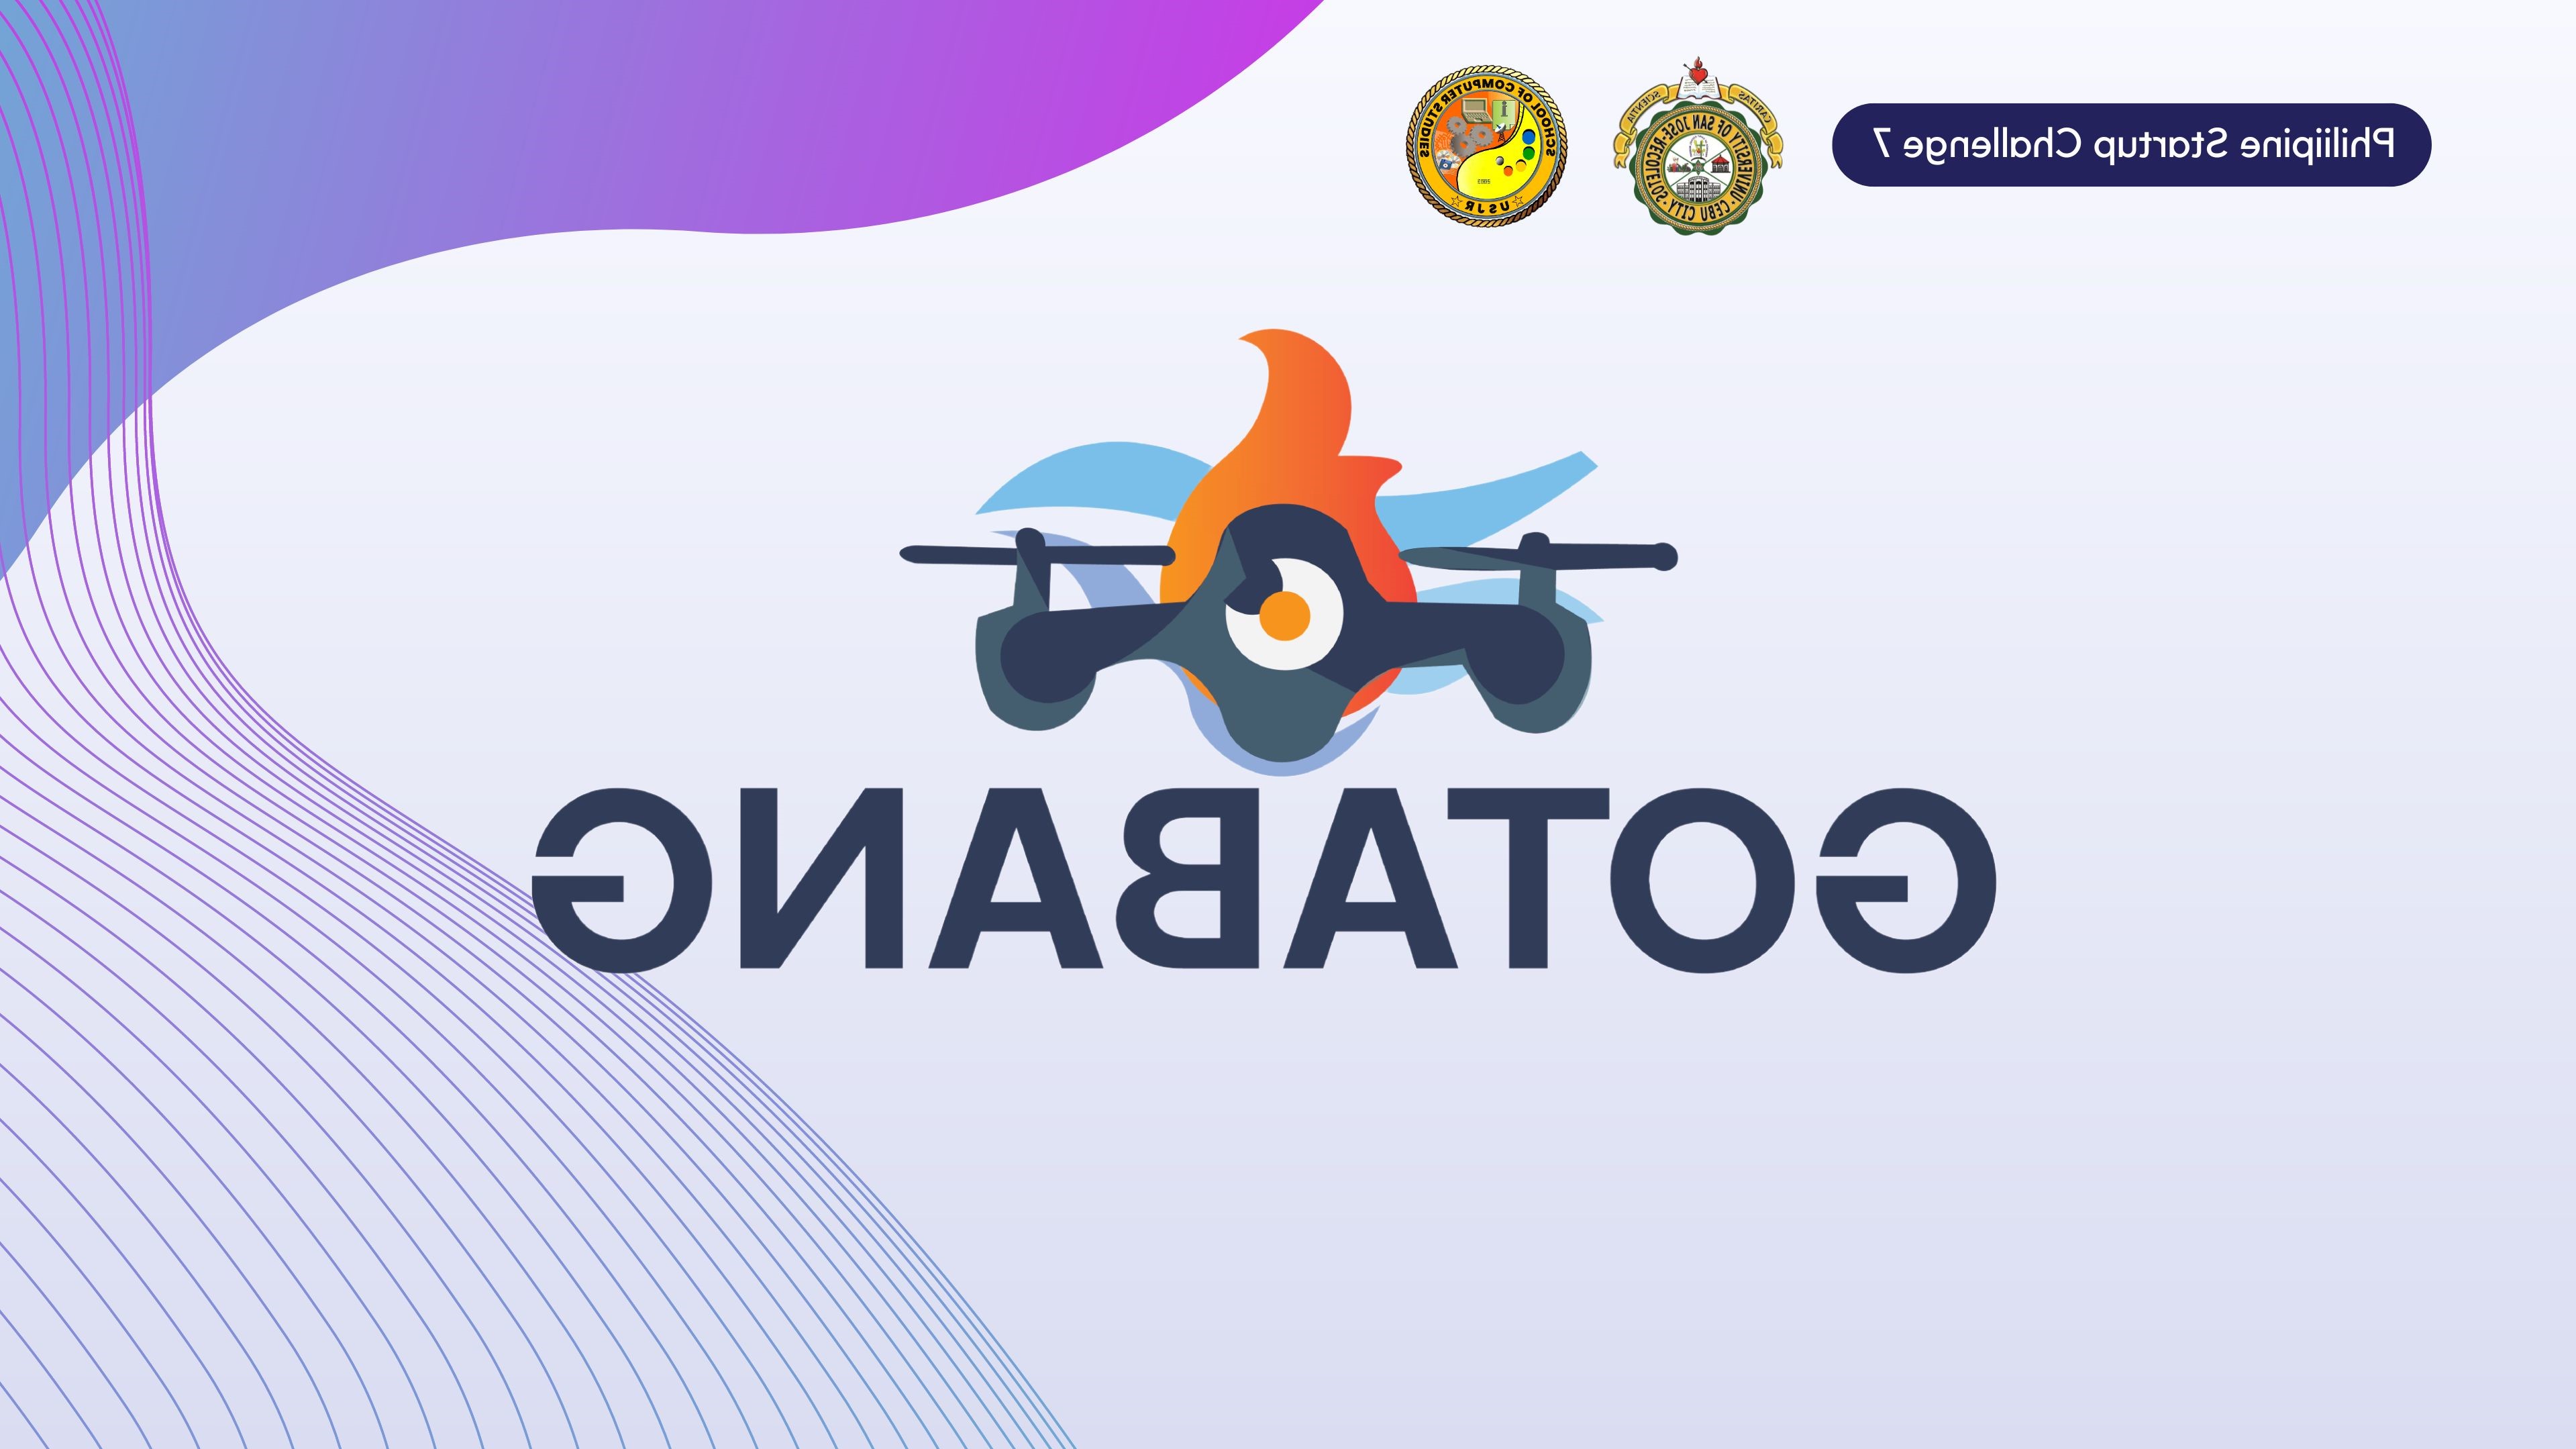 Philiipine Startup Challenge 7
CARITAS SCIENTIA
UNIVERSITY OF SAN JOSE-RECOLETOS · CEBU CITY ·
SCHOOL OF COMPUTER STUDIES
USJR
GOTABANG